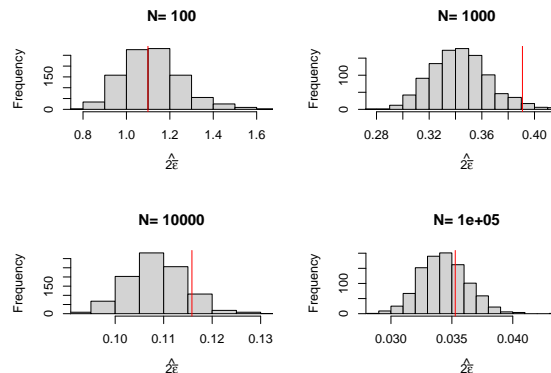 N= 100
Frequency
0 150
0.8 1.0 1.2 1.4 1.6
2ε̂
N= 1000
Frequency
0 100
0.28 0.32 0.36 0.40
2ε̂
N= 10000
Frequency
0 150
0.10 0.11 0.12 0.13
2ε̂
N= 1e+05
Frequency
0 100
0.030 0.035 0.040
2ε̂